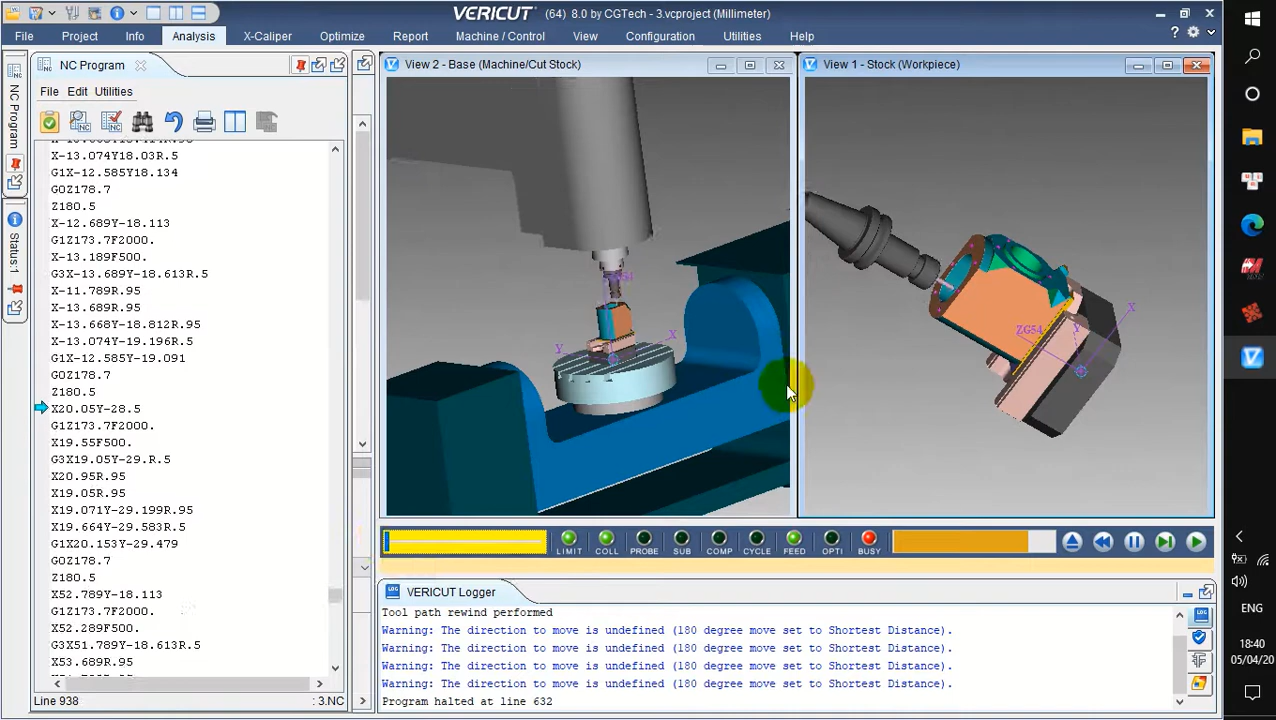 VERICUT (64) 8.0 by CGTech - 3.vcproject (Millimeter)
File Project Info Analysis X-Caliper Optimize Report Machine / Control View Configuration Utilities Help
NC Program
Status:1
NC Program
File Edit Utilities
X-13.074Y18.03R.5
G1X-12.585Y18.134
G0Z178.7
Z180.5
X-12.689Y-18.113
G1Z173.7F2000.
X-13.189F500.
G3X-13.689Y-18.613R.5
X-11.789R.95
X-13.689R.95
X-13.668Y-18.812R.95
X-13.074Y-19.196R.5
G1X-12.585Y-19.091
G0Z178.7
Z180.5
X20.05Y-28.5
G1Z173.7F2000.
X19.55F500.
G3X19.05Y-29.R.5
X20.95R.95
X19.05R.95
X19.071Y-29.199R.95
X19.664Y-29.583R.5
G1X20.153Y-29.479
G0Z178.7
Z180.5
X52.789Y-18.113
G1Z173.7F2000.
X52.289F500.
G3X51.789Y-18.613R.5
X53.689R.95
Line 938 :3.NC
View 2 - Base (Machine/Cut Stock)
Y X
View 1 - Stock (Workpiece)
ZG54 Y X
LIMIT COLL PROBE SUB COMP CYCLE FEED OPTI BUSY
VERICUT Logger
Tool path rewind performed
Warning: The direction to move is undefined (180 degree move set to Shortest Distance).
Warning: The direction to move is undefined (180 degree move set to Shortest Distance).
Warning: The direction to move is undefined (180 degree move set to Shortest Distance).
Warning: The direction to move is undefined (180 degree move set to Shortest Distance).
Program halted at line 632
ENG
18:40
05/04/20